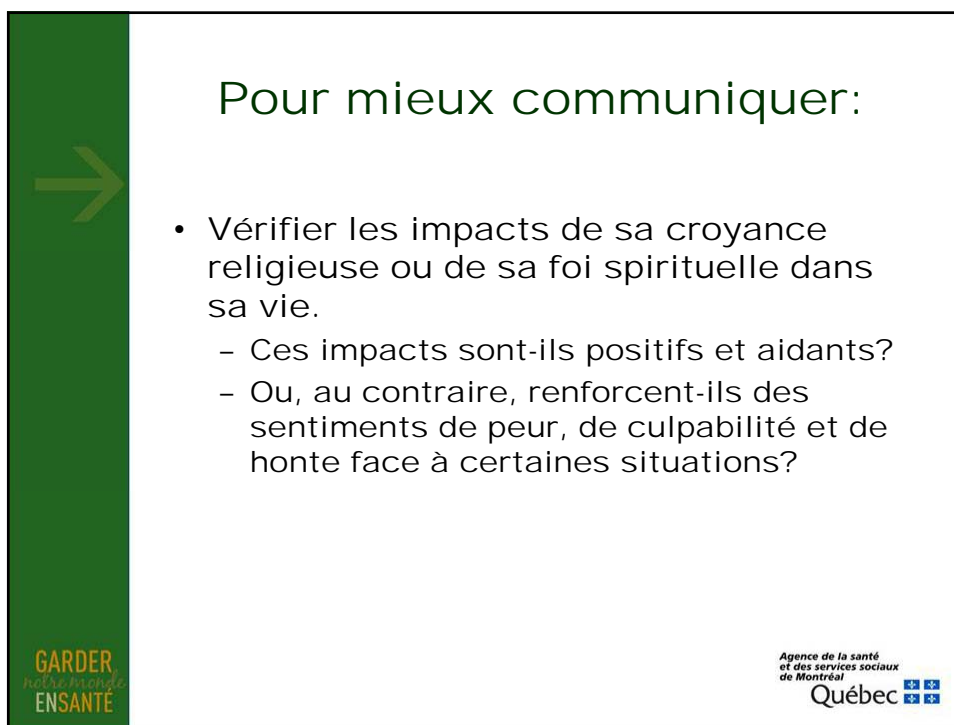 Pour mieux communiquer:
• Vérifier les impacts de sa croyance
religieuse ou de sa foi spirituelle dans
sa vie.
– Ces impacts sont-ils positifs et aidants?
– Ou, au contraire, renforcent-ils des
sentiments de peur, de culpabilité et de
honte face à certaines situations?
GARDER
notre monde
ENSANTÉ
Agence de la santé
et des services sociaux
de Montréal
Québec